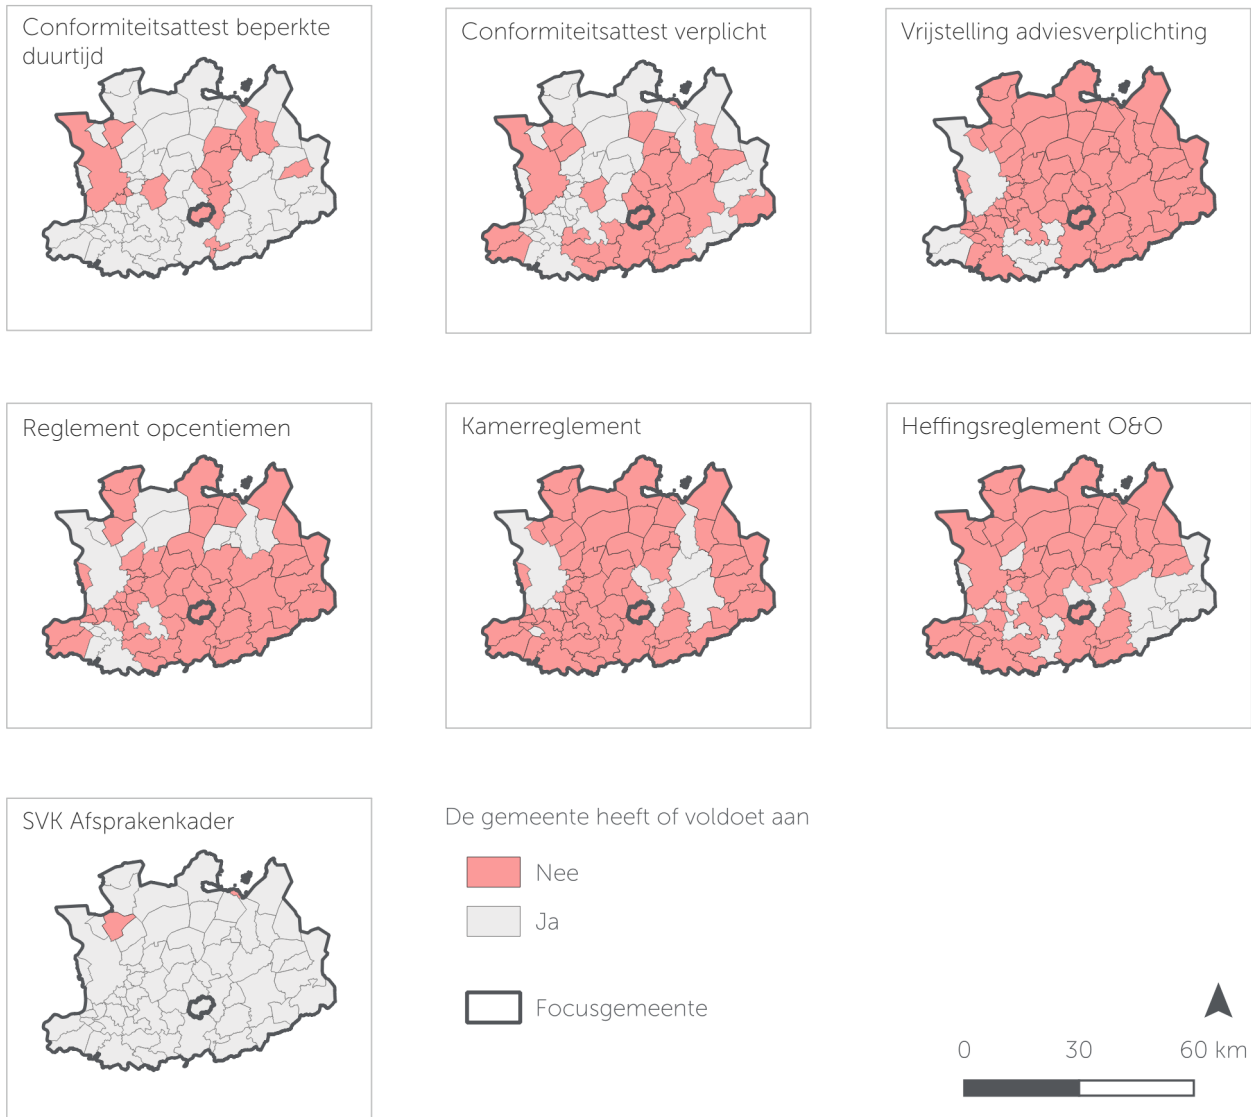 Conformiteitsattest beperkte
duurtijd
Conformiteitsattest verplicht
Vrijstelling adviesverplichting
Reglement opcentiemen
Kamerreglement
Heffingsreglement O&O
SVK Afsprakenkader
De gemeente heeft of voldoet aan
Nee
Ja
Focusgemeente
0 30 60 km